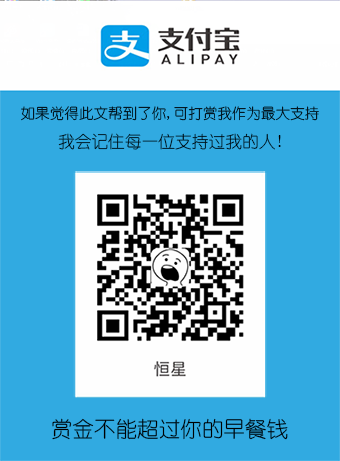 支付宝
ALIPAY
如果觉得此文帮到了你,可打赏我作为最大支持
我会记住每一位支持过我的人!
恒星
赏金不能超过你的早餐钱